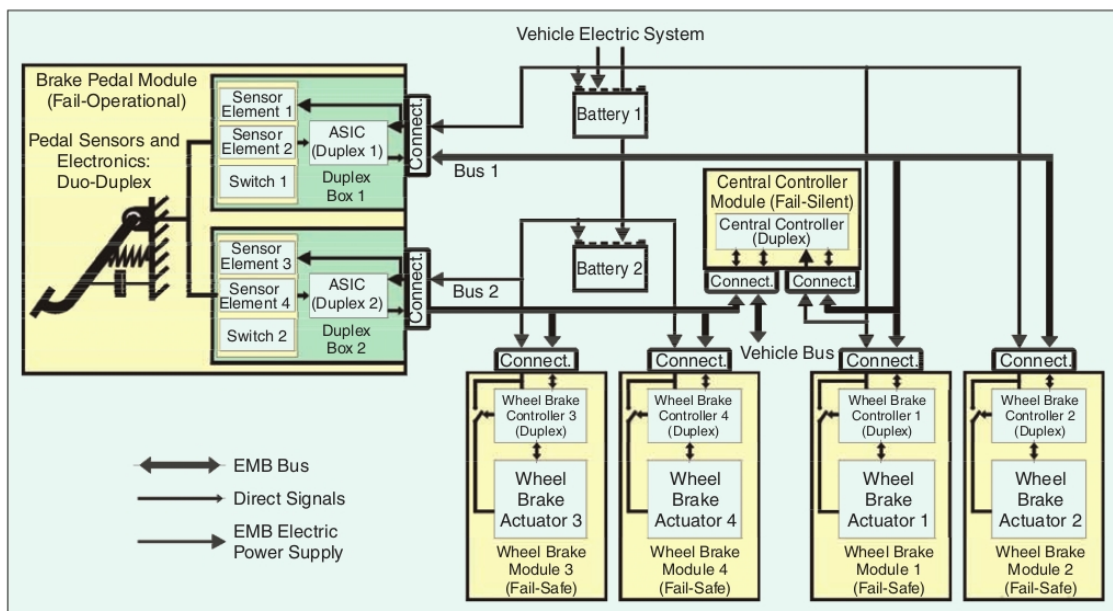 Vehicle Electric System
Brake Pedal Module
(Fail-Operational)
Pedal Sensors and
Electronics:
Duo-Duplex
Sensor
Element 1
Sensor
Element 2
Switch 1
ASIC
(Duplex 1)
Duplex
Box 1
Connect.
Bus 1
Battery 1
Sensor
Element 3
Sensor
Element 4
Switch 2
ASIC
(Duplex 2)
Duplex
Box 2
Connect.
Bus 2
Battery 2
Central Controller
Module (Fail-Silent)
Central Controller
(Duplex)
Connect.
Connect.
Vehicle Bus
Connect.
Wheel Brake
Controller 3
(Duplex)
Wheel
Brake
Actuator 3
Wheel Brake
Module 3
(Fail-Safe)
Connect.
Wheel Brake
Controller 4
(Duplex)
Wheel
Brake
Actuator 4
Wheel Brake
Module 4
(Fail-Safe)
Connect.
Wheel Brake
Controller 1
(Duplex)
Wheel
Brake
Actuator 1
Wheel Brake
Module 1
(Fail-Safe)
Connect.
Wheel Brake
Controller 2
(Duplex)
Wheel
Brake
Actuator 2
Wheel Brake
Module 2
(Fail-Safe)
EMB Bus
Direct Signals
EMB Electric
Power Supply